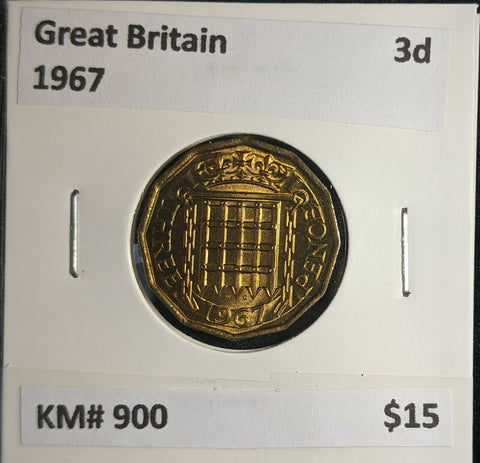 Great Britain 3d
1967
THREE PENCE
1967
KM# 900 $15